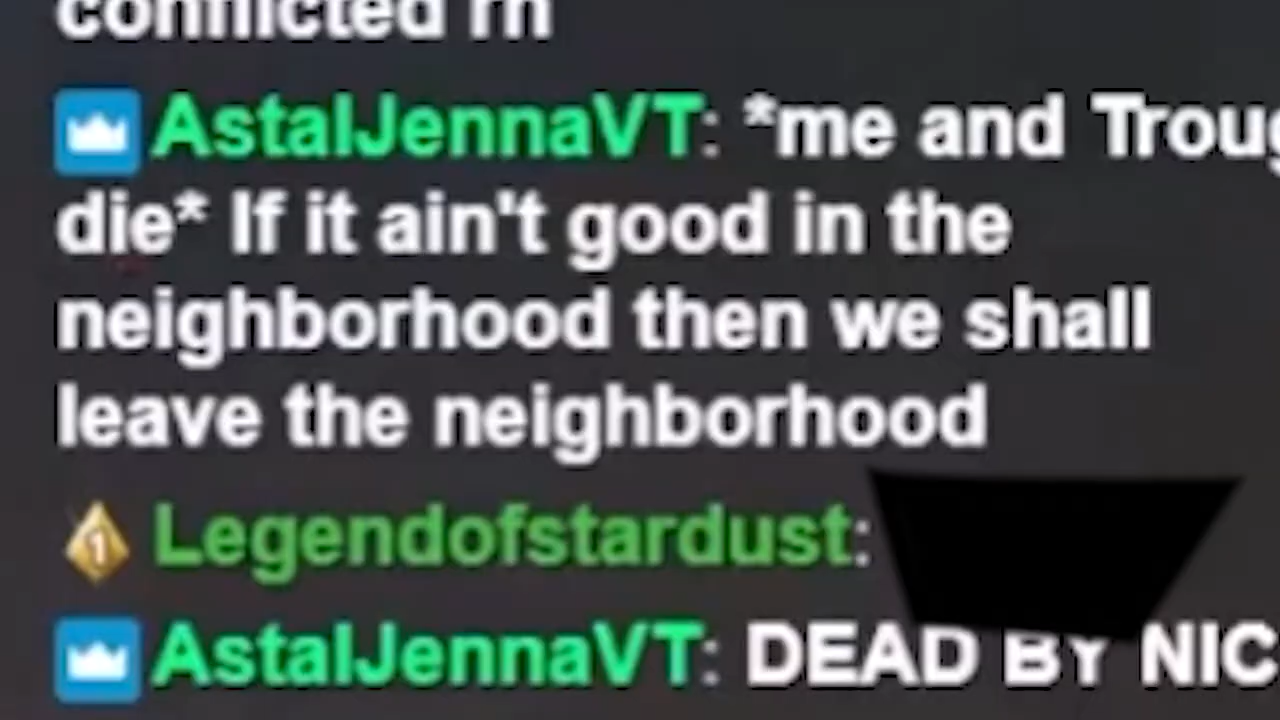 conflicted rn
AstalJennaVT: *me and Troug
die* If it ain't good in the
neighborhood then we shall
leave the neighborhood
1 Legendofstardust:
AstalJennaVT: DEAD BY NIC